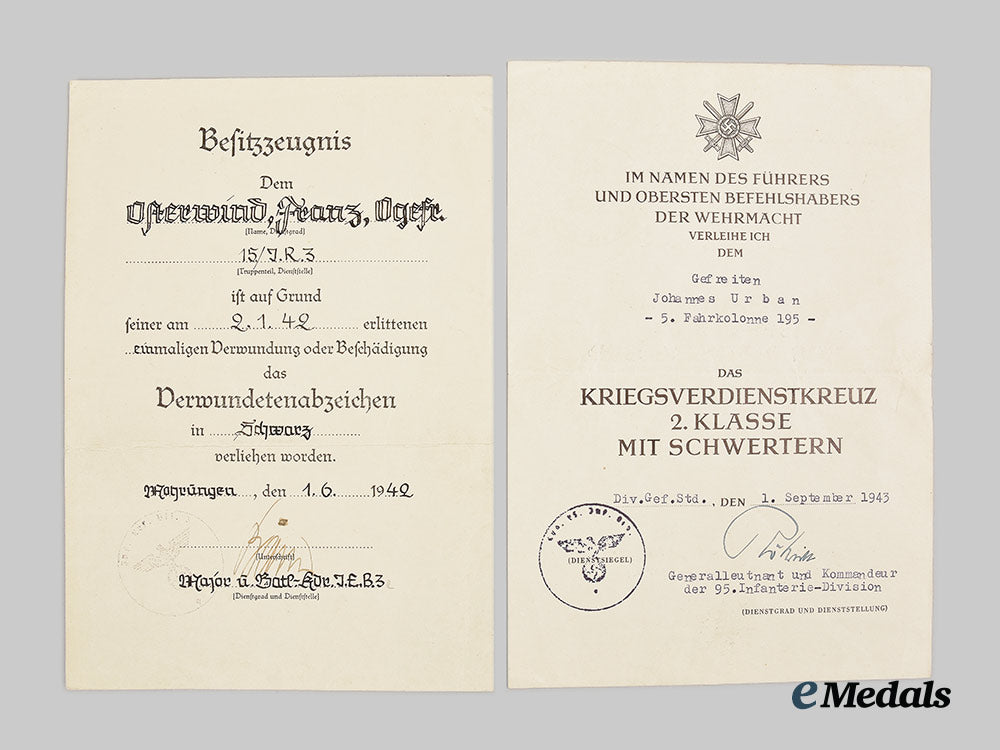 Besitzzeugnis
Dem
Osterwind, Franz, Ogefr.
(Name, Dienstgrad)
15/J.R.3
(Truppenteil, Dienststelle)
ist auf Grund
seiner am 2.1.42 erlittenen
einmaligen Verwundung oder Beschädigung
das
Verwundetenabzeichen
in Schwarz
verliehen worden.
Mohrungen, den 1.6. 1942
(Unterschrift)
Major u. Batl-Kdr. J.E.B.3
(Dienstgrad und Dienststelle)
IM NAMEN DES FÜHRERS
UND OBERSTEN BEFEHLSHABERS
DER WEHRMACHT
VERLEIHE ICH
DEM
Gefreiten
Johannes Urban
- 5. Fahrkolonne 195 -
DAS
KRIEGSVERDIENSTKREUZ
2. KLASSE
MIT SCHWERTERN
Div.Gef.Std., DEN 1. September 1943
(DIENSTSIEGEL)
Generalleutnant und Kommandeur
der 95.Infanterie-Division
(DIENSTGRAD UND DIENSTSTELLUNG)
eMedals